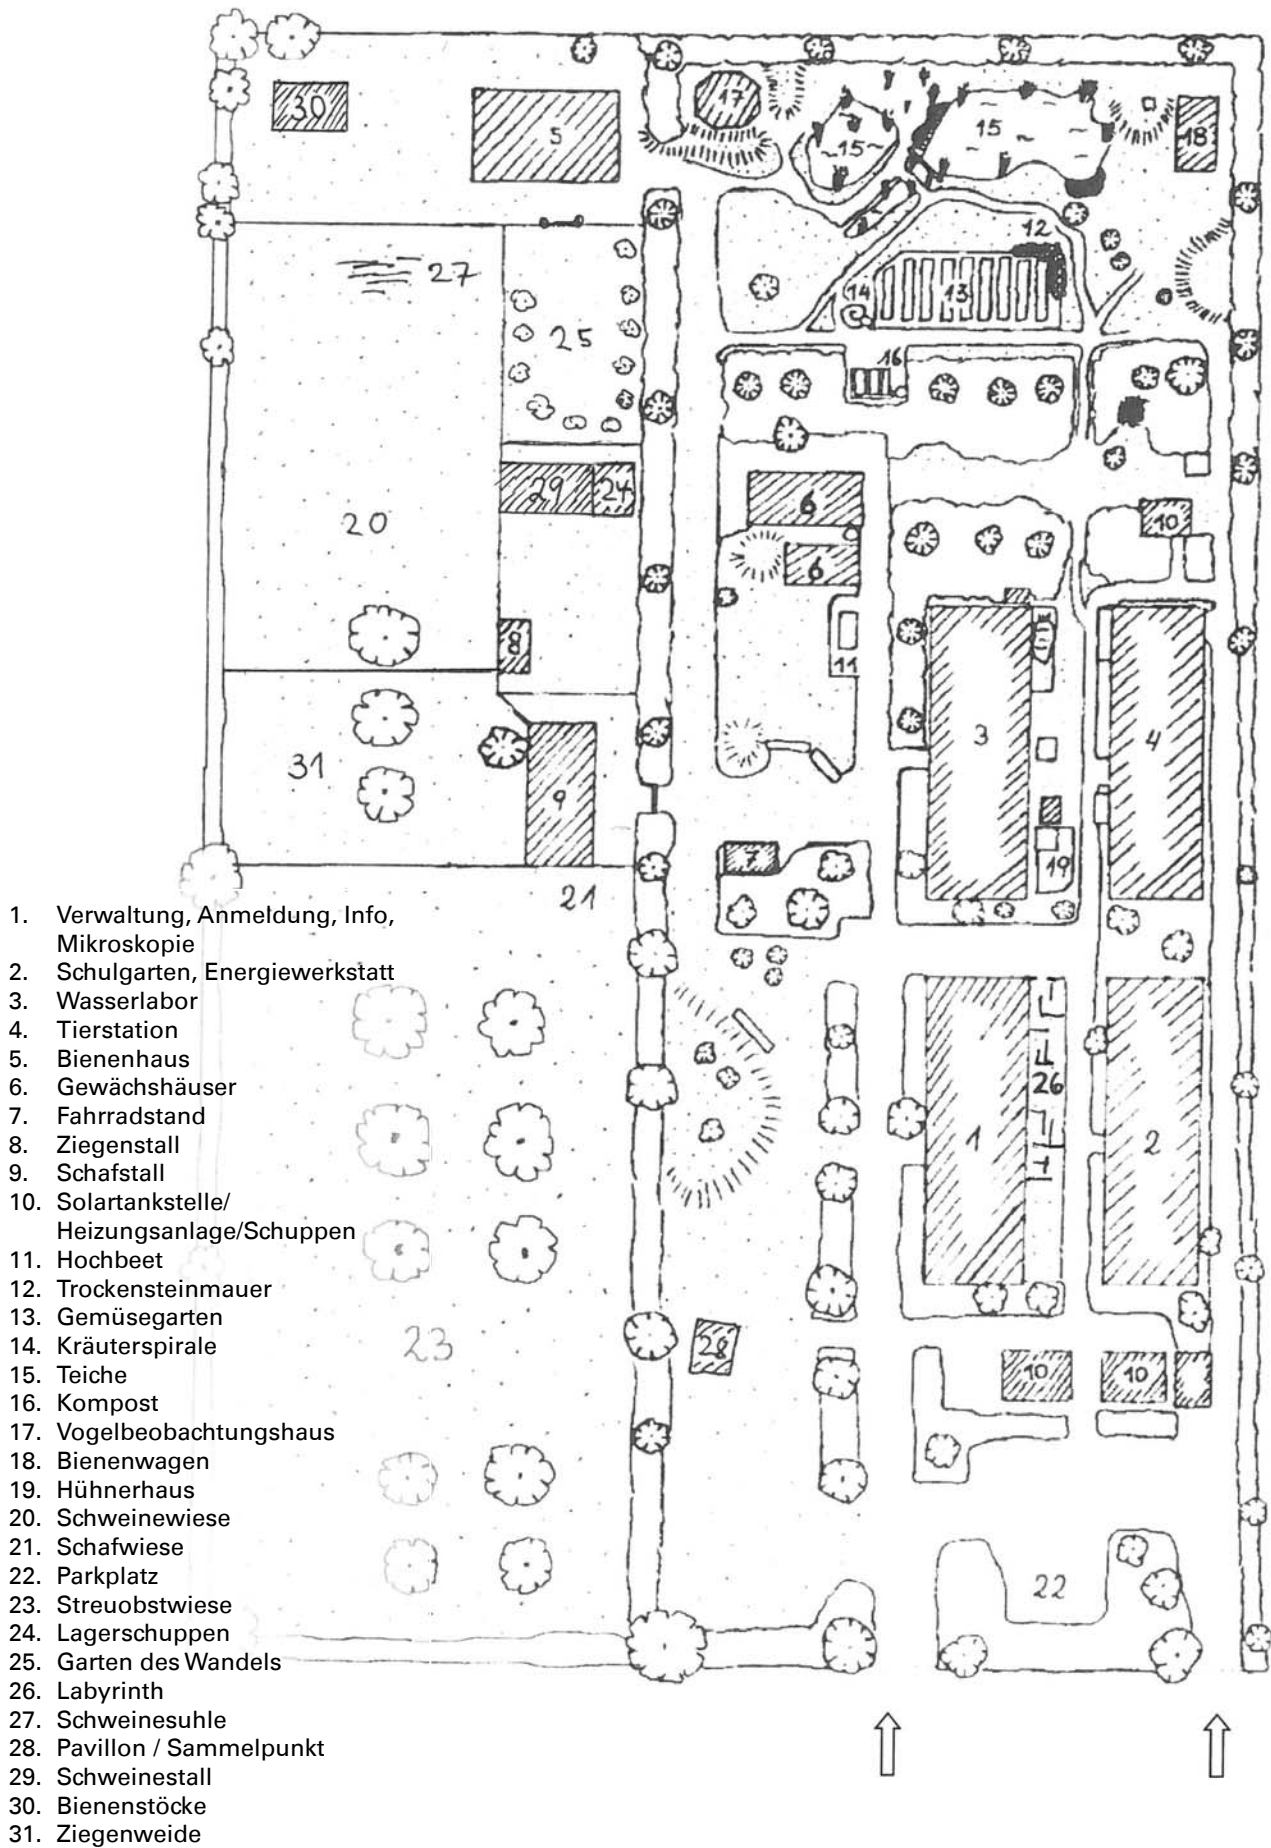 30
5
17
15
15
18
27
25
12
14
13
16
29
24
6
20
6
10
8
11
3
4
31
9
7
19
21
26
1
2
23
28
10
10
22
1. Verwaltung, Anmeldung, Info,
Mikroskopie
2. Schulgarten, Energiewerkstatt
3. Wasserlabor
4. Tierstation
5. Bienenhaus
6. Gewächshäuser
7. Fahrradstand
8. Ziegenstall
9. Schafstall
10. Solartankstelle/
Heizungsanlage/Schuppen
11. Hochbeet
12. Trockensteinmauer
13. Gemüsegarten
14. Kräuterspirale
15. Teiche
16. Kompost
17. Vogelbeobachtungshaus
18. Bienenwagen
19. Hühnerhaus
20. Schweinewiese
21. Schafwiese
22. Parkplatz
23. Streuobstwiese
24. Lagerschuppen
25. Garten des Wandels
26. Labyrinth
27. Schweinesuhle
28. Pavillon / Sammelpunkt
29. Schweinestall
30. Bienenstöcke
31. Ziegenweide